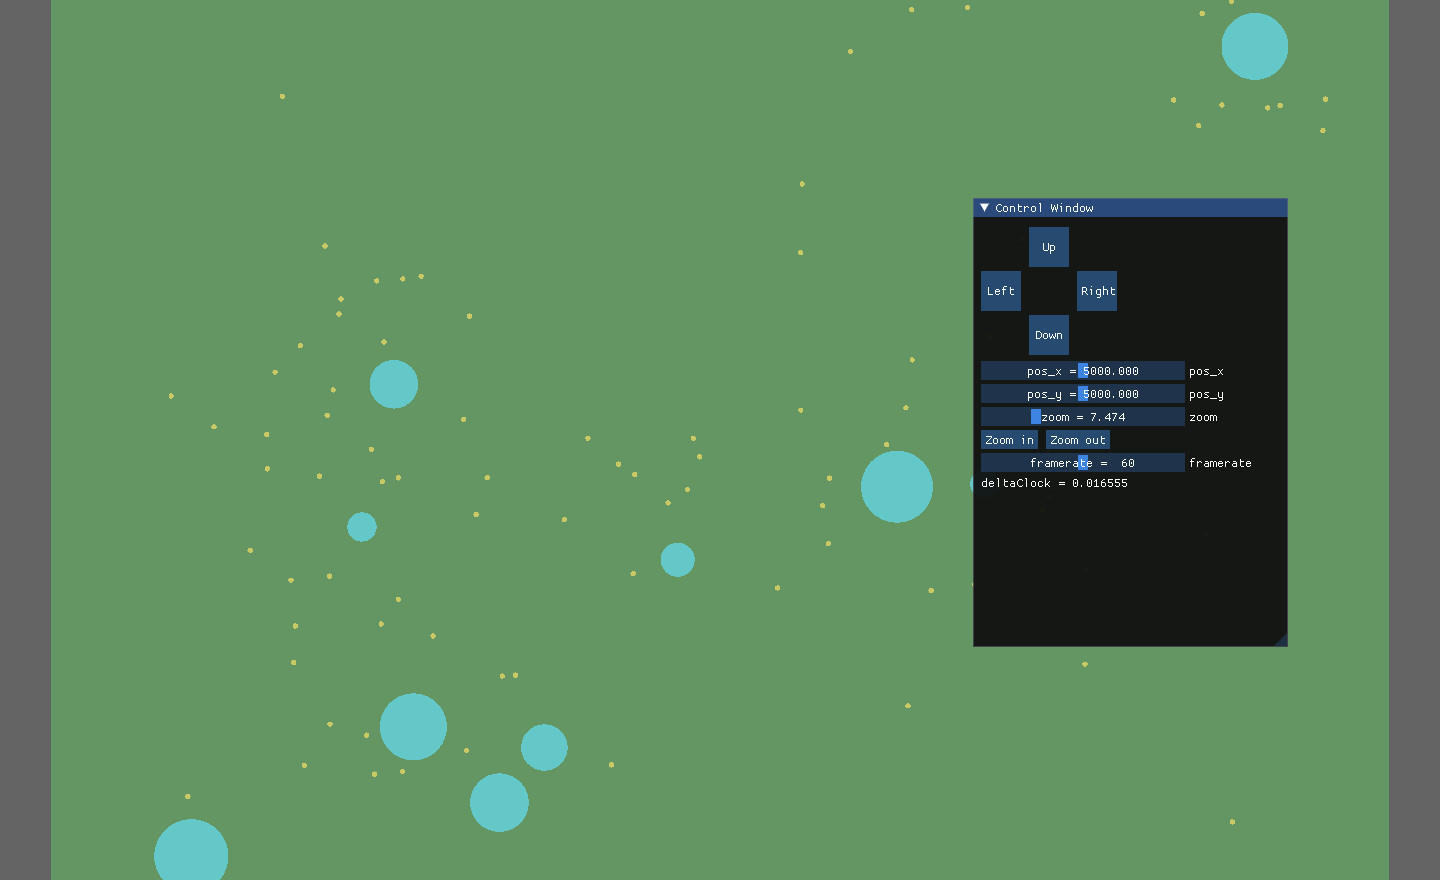 Control Window
Up
Left Right
Down
pos_x = 5000.000 pos_x
pos_y = 5000.000 pos_y
zoom = 7.474 zoom
Zoom in Zoom out
framerate = 60 framerate
deltaClock = 0.016555